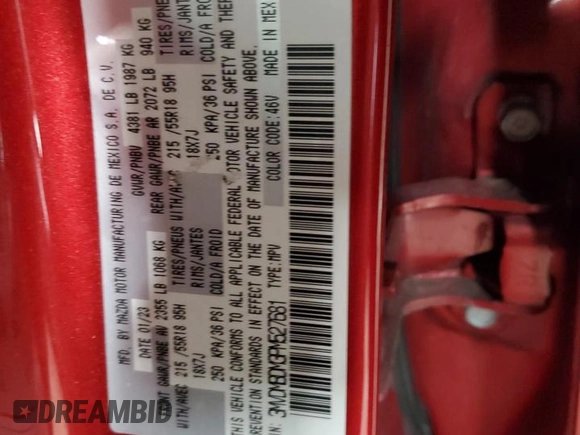 MFD. BY MAZDA MOTOR MANUFACTURING DE MEXICO S.A. DE C.V.
DATE 01/23 GVWR/PNBV 4381 LB 1987 KG
FRONT GAWR/PNBE AV 2355 LB 1068 KG REAR GAWR/PNBE AR 2072 LB 940 KG
WITH/AVEC 215/55R18 95H TIRES/PNEUS WITH/AVEC 215/55R18 95H TIRES/PNEUS
18X7J RIMS/JANTES 18X7J RIMS/JANTES
250 KPA/36 PSI COLD/A FROID 250 KPA/36 PSI COLD/A FROID
VEHICLE CONFORMS TO ALL APPLICABLE FEDERAL MOTOR VEHICLE SAFETY AND THEFT
STANDARDS IN EFFECT ON THE DATE OF MANUFACTURE SHOWN ABOVE.
TYPE: MPV COLOR CODE: 46V MADE IN MEX
DREAMBID